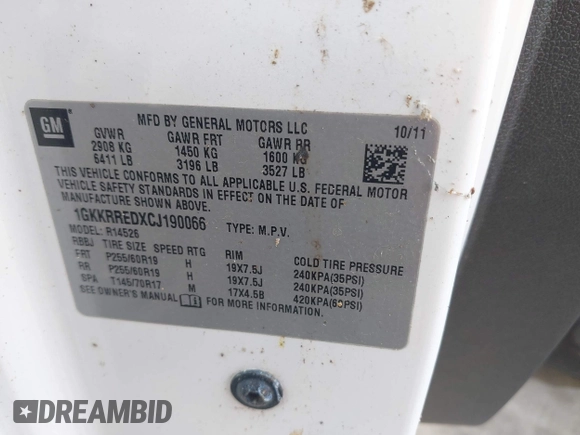 GM
MFD BY GENERAL MOTORS LLC
10/11
GVWR GAWR FRT GAWR RR
2908 KG 1450 KG 1600 KG
6411 LB 3196 LB 3527 LB
THIS VEHICLE CONFORMS TO ALL APPLICABLE U.S. FEDERAL MOTOR
VEHICLE SAFETY STANDARDS IN EFFECT ON THE DATE OF
MANUFACTURE SHOWN ABOVE.
1GKKRREDXCJ190066 TYPE: M.P.V.
MODEL: R14526
RBBJ TIRE SIZE SPEED RTG RIM COLD TIRE PRESSURE
FRT P255/60R19 H 19X7.5J 240KPA(35PSI)
RR P255/60R19 H 19X7.5J 240KPA(35PSI)
SPA T145/70R17 M 17X4.5B 420KPA(60PSI)
SEE OWNER'S MANUAL FOR MORE INFORMATION.
DREAMBID